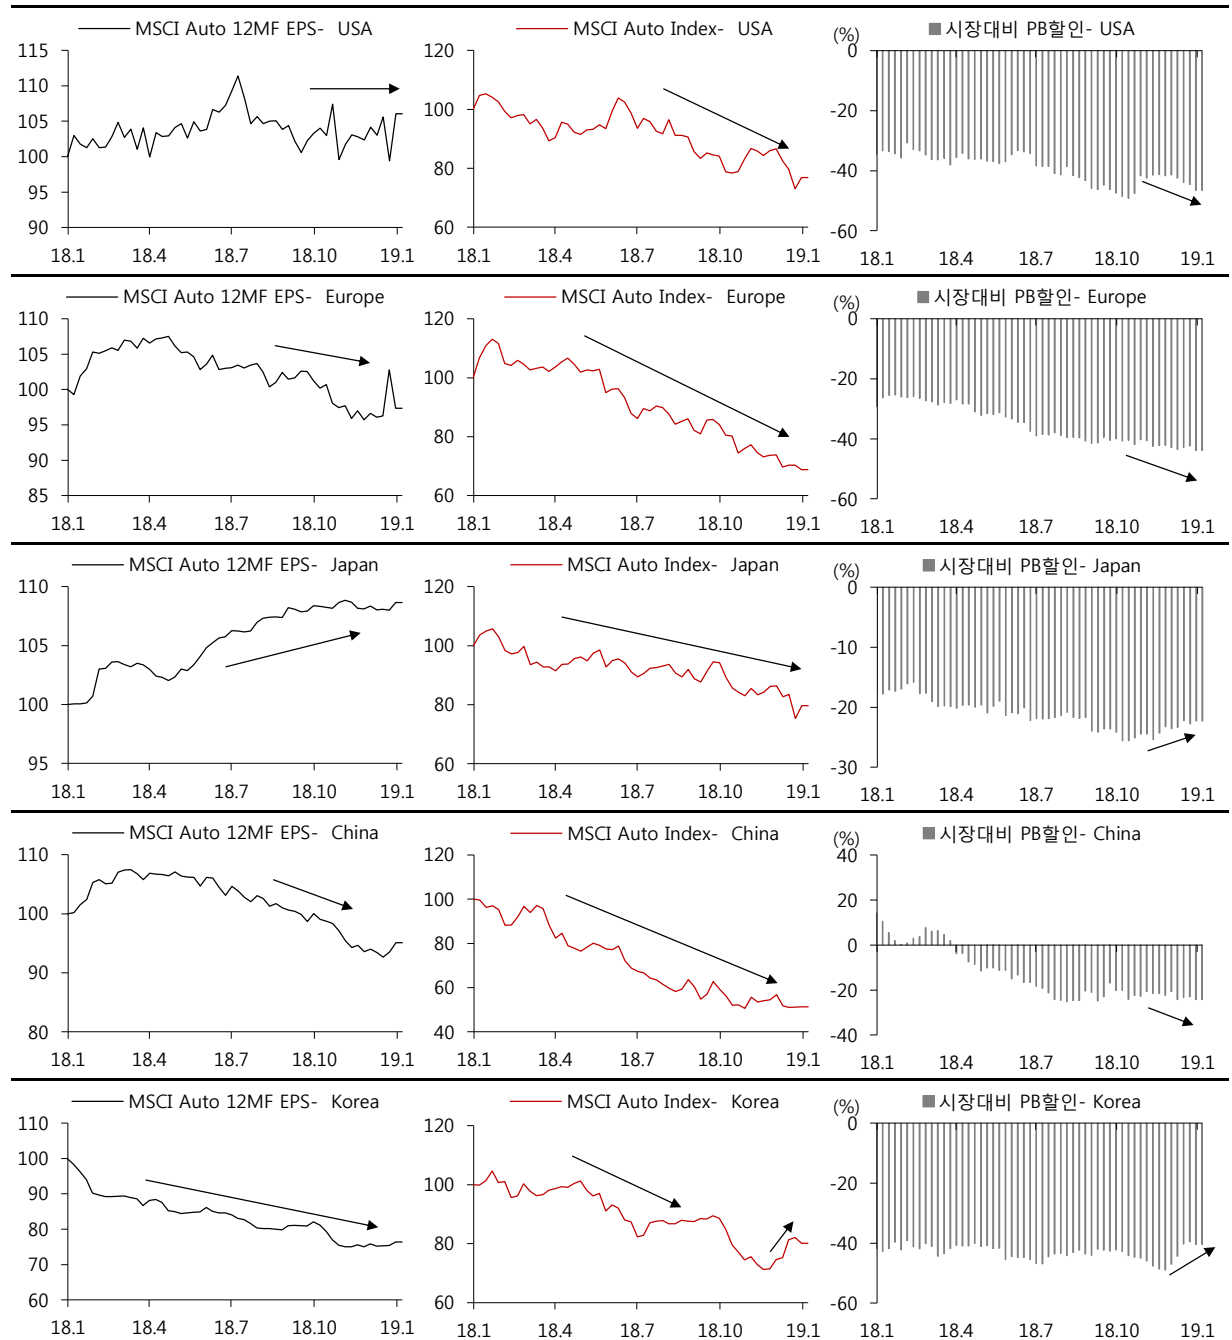 MSCI Auto 12MF EPS- USA
115
110
105
100
95
90
18.1 18.4 18.7 18.10 19.1
MSCI Auto Index- USA
120
100
80
60
18.1 18.4 18.7 18.10 19.1
(%)
시장대비 PB할인- USA
0
-20
-40
-60
18.1 18.4 18.7 18.10 19.1
MSCI Auto 12MF EPS- Europe
110
105
100
95
90
85
18.1 18.4 18.7 18.10 19.1
MSCI Auto Index- Europe
120
100
80
60
18.1 18.4 18.7 18.10 19.1
(%)
시장대비 PB할인- Europe
0
-20
-40
-60
18.1 18.4 18.7 18.10 19.1
MSCI Auto 12MF EPS- Japan
110
105
100
95
18.1 18.4 18.7 18.10 19.1
MSCI Auto Index- Japan
120
100
80
60
18.1 18.4 18.7 18.10 19.1
(%)
시장대비 PB할인- Japan
0
-10
-20
-30
18.1 18.4 18.7 18.10 19.1
MSCI Auto 12MF EPS- China
110
100
90
80
18.1 18.4 18.7 18.10 19.1
MSCI Auto Index- China
120
100
80
60
40
18.1 18.4 18.7 18.10 19.1
(%)
시장대비 PB할인- China
40
20
0
-20
-40
18.1 18.4 18.7 18.10 19.1
MSCI Auto 12MF EPS- Korea
110
100
90
80
70
60
18.1 18.4 18.7 18.10 19.1
MSCI Auto Index- Korea
120
100
80
60
18.1 18.4 18.7 18.10 19.1
(%)
시장대비 PB할인- Korea
0
-20
-40
-60
18.1 18.4 18.7 18.10 19.1